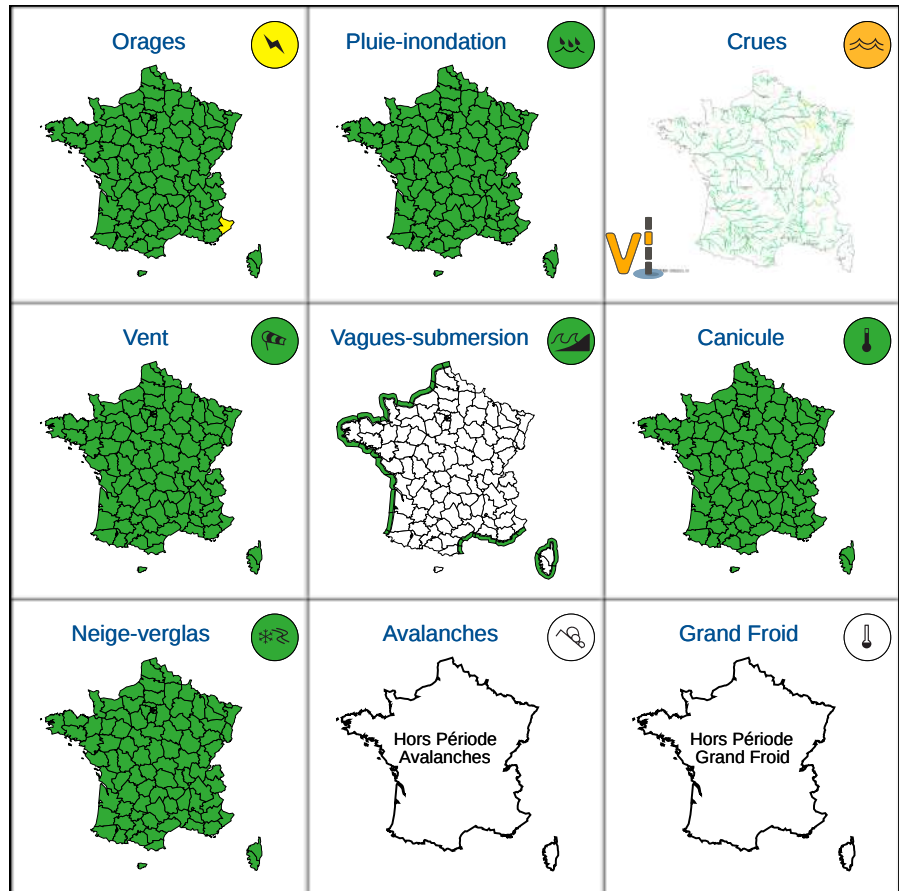 Orages
Pluie-inondation
Crues
Vi
Vent
Vagues-submersion
Canicule
Neige-verglas
Avalanches
Grand Froid
Hors Période
Avalanches
Hors Période
Grand Froid